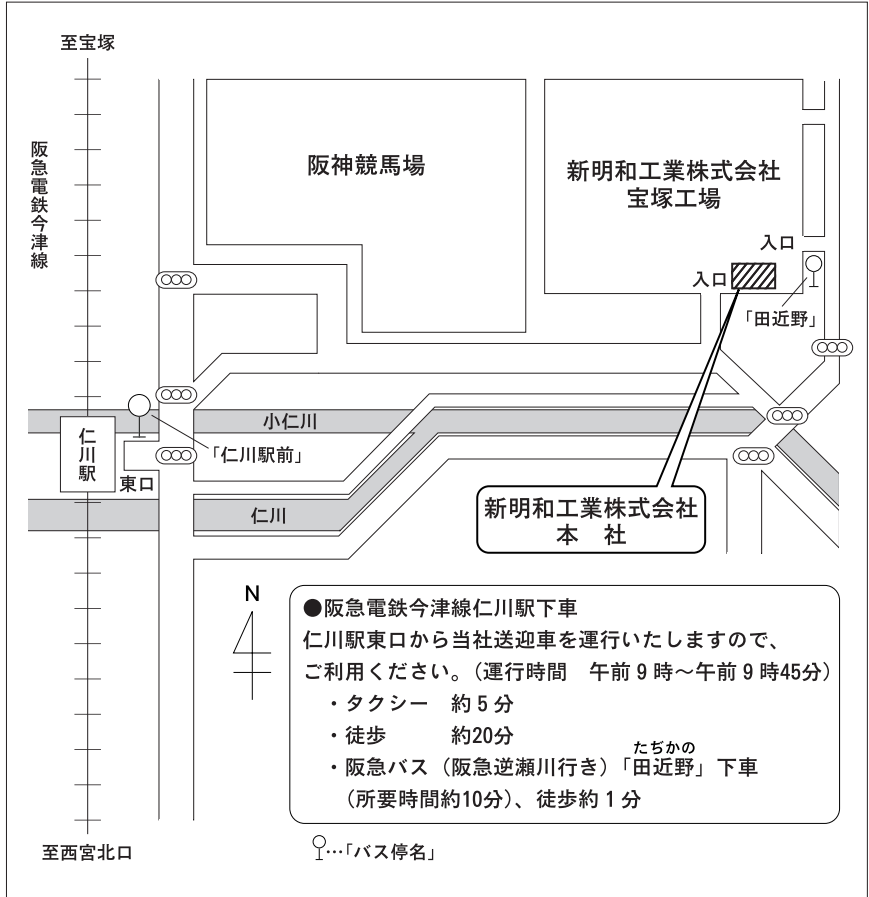 至宝塚
阪急電鉄今津線
阪神競馬場
新明和工業株式会社
宝塚工場
入口
入口
「田近野」
小仁川
「仁川駅前」
仁川駅
東口
仁川
新明和工業株式会社
本　社
N
●阪急電鉄今津線仁川駅下車
仁川駅東口から当社送迎車を運行いたしますので、
ご利用ください。（運行時間　午前９時～午前９時45分）
・タクシー　約５分
・徒歩　　　約20分
たぢかの
・阪急バス（阪急逆瀬川行き）「田近野」下車
（所要時間約10分）、徒歩約１分
至西宮北口
…「バス停名」